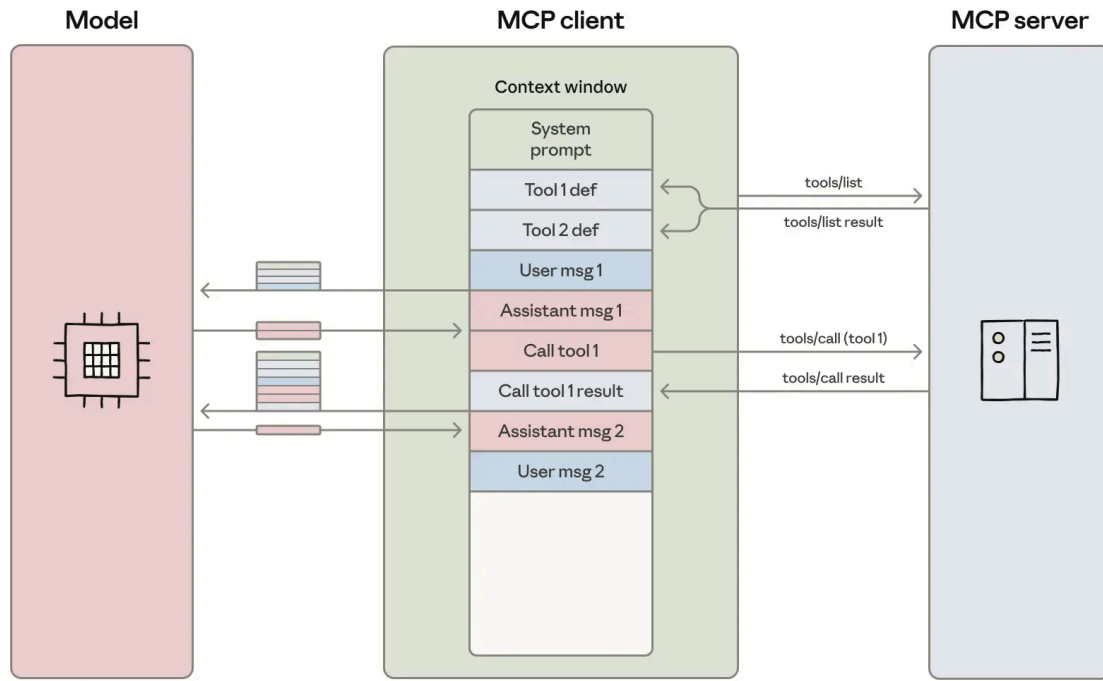 Model
MCP client
MCP server
Context window
System
prompt
Tool 1 def
Tool 2 def
User msg 1
Assistant msg 1
Call tool 1
Call tool 1 result
Assistant msg 2
User msg 2
tools/list
tools/list result
tools/call (tool 1)
tools/call result